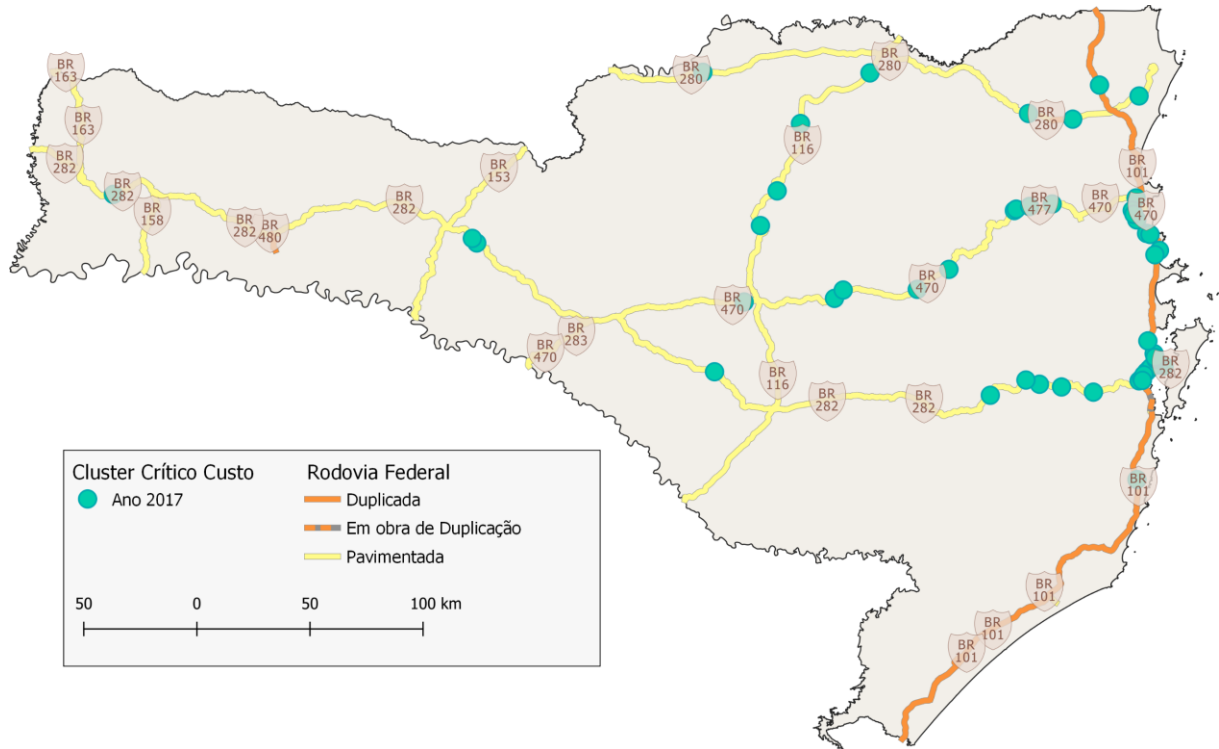 BR
163
BR
163
BR
282
BR
282
BR
158
BR
282
BR
480
BR
282
BR
153
BR
280
BR
280
BR
116
BR
280
BR
101
BR
477
BR
470
BR
470
BR
470
BR
470
BR
283
BR
470
BR
116
BR
282
BR
282
BR
282
BR
101
BR
101
BR
101
BR
101
Cluster Crítico Custo
Ano 2017
Rodovia Federal
Duplicada
Em obra de Duplicação
Pavimentada
50 0 50 100 km